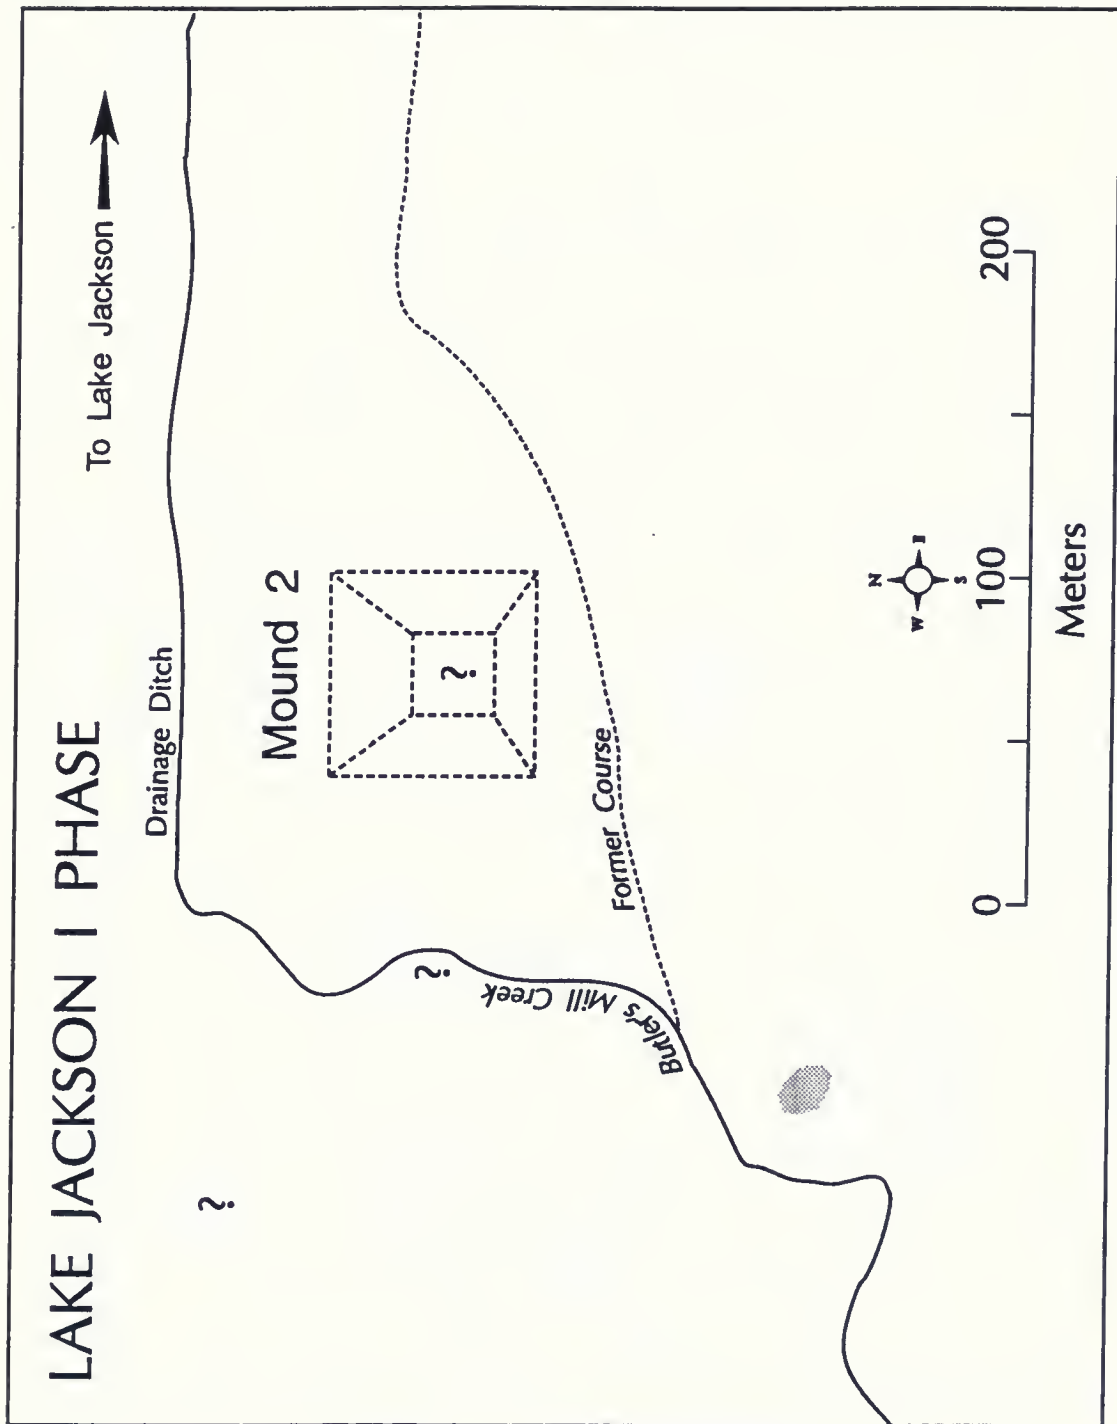 LAKE JACKSON I PHASE
To Lake Jackson
Drainage Ditch
Mound 2
?
?
?
Butler's Mill Creek
Former Course
N
W
E
S
0
100
200
Meters